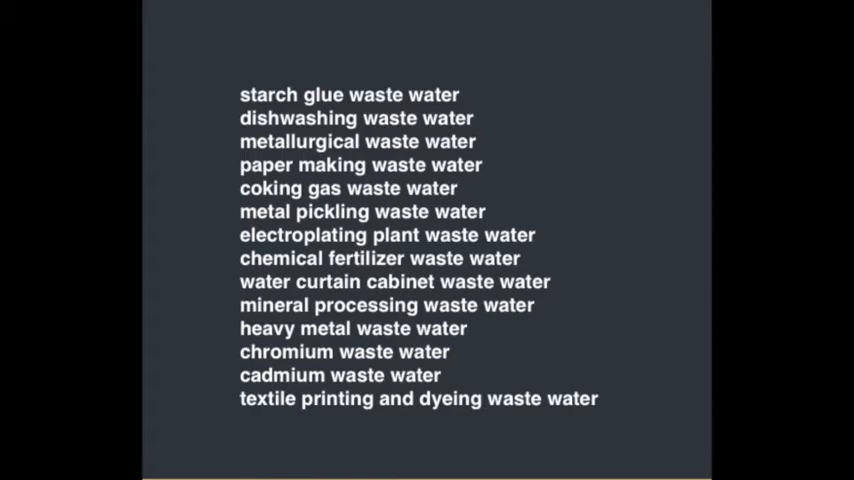 starch glue waste water
dishwashing waste water
metallurgical waste water
paper making waste water
coking gas waste water
metal pickling waste water
electroplating plant waste water
chemical fertilizer waste water
water curtain cabinet waste water
mineral processing waste water
heavy metal waste water
chromium waste water
cadmium waste water
textile printing and dyeing waste water